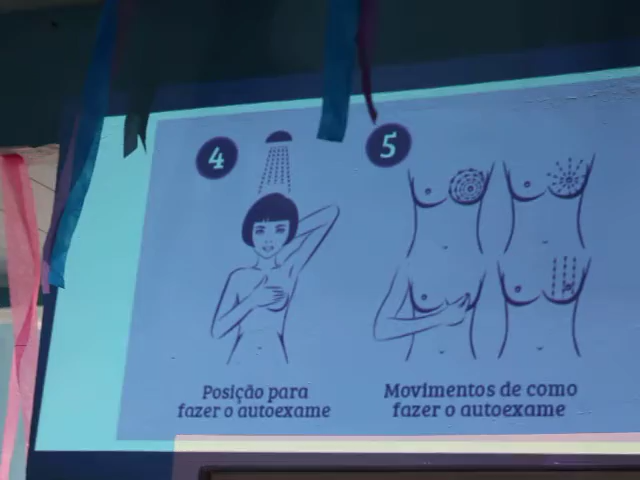 4
5
Posição para
fazer o autoexame
Movimentos de como
fazer o autoexame